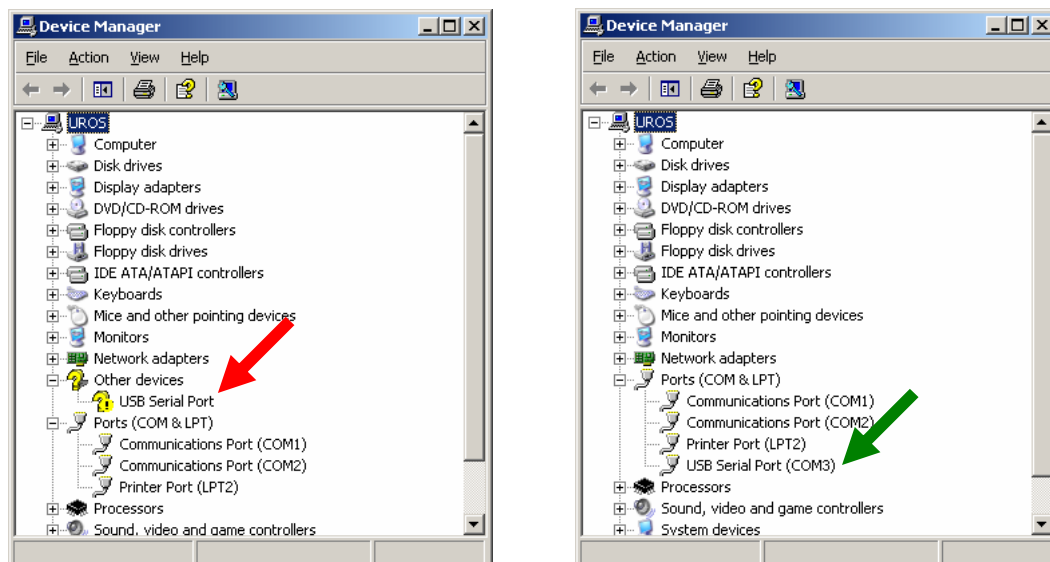 Device Manager
File Action View Help
UROS
Computer
Disk drives
Display adapters
DVD/CD-ROM drives
Floppy disk controllers
Floppy disk drives
IDE ATA/ATAPI controllers
Keyboards
Mice and other pointing devices
Monitors
Network adapters
Other devices
USB Serial Port
Ports (COM & LPT)
Communications Port (COM1)
Communications Port (COM2)
Printer Port (LPT2)
Processors
Sound, video and game controllers
Device Manager
File Action View Help
UROS
Computer
Disk drives
Display adapters
DVD/CD-ROM drives
Floppy disk controllers
Floppy disk drives
IDE ATA/ATAPI controllers
Keyboards
Mice and other pointing devices
Monitors
Network adapters
Ports (COM & LPT)
Communications Port (COM1)
Communications Port (COM2)
Printer Port (LPT2)
USB Serial Port (COM3)
Processors
Sound, video and game controllers
System devices